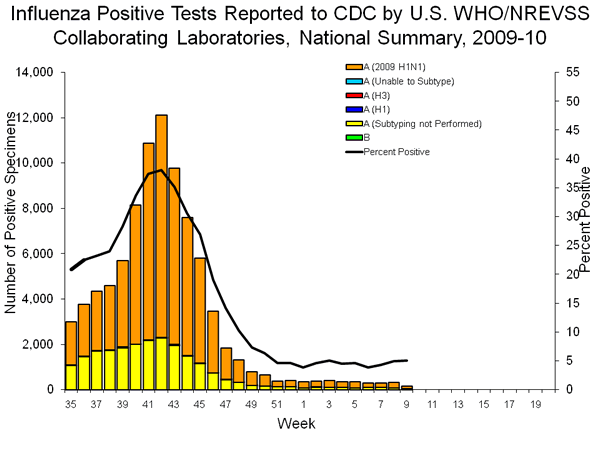 Influenza Positive Tests Reported to CDC by U.S. WHO/NREVSS
Collaborating Laboratories, National Summary, 2009-10
Number of Positive Specimens
14,000
12,000
10,000
8,000
6,000
4,000
2,000
0
A (2009 H1N1)
A (Unable to Subtype)
A (H3)
A (H1)
A (Subtyping not Performed)
B
Percent Positive
55
50
45
40
35
30
25
20
15
10
5
0
Percent Positive
35 37 39 41 43 45 47 49 51 1 3 5 7 9 11 13 15 17 19
Week